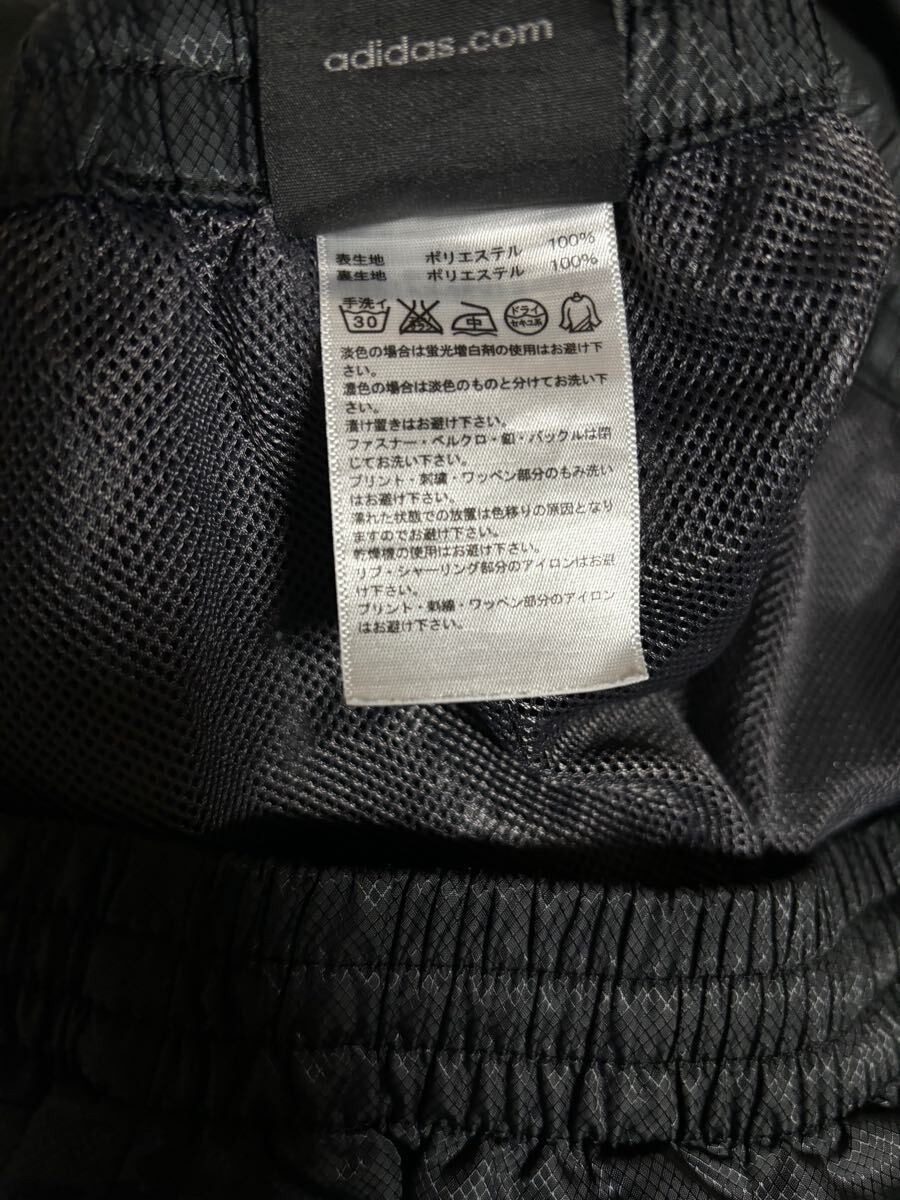 adidas.com
表生地 ポリエステル 100%
裏生地 ポリエステル 100%
手洗イ
30
中
ドライ
セキユ系
淡色の場合は蛍光増白剤の使用はお避け下
さい。
濃色の場合は淡色のものと分けてお洗い下
さい。
漬け置きはお避け下さい。
ファスナー・ベルクロ・釦・バックルは閉
じてお洗い下さい。
プリント・刺繍・ワッペン部分のもみ洗い
はお避け下さい。
濡れた状態での放置は色移りの原因となり
ますのでお避け下さい。
乾燥機の使用はお避け下さい。
リブ・シャーリング部分のアイロンはお避
け下さい。
プリント・刺繍・ワッペン部分のアイロン
はお避け下さい。